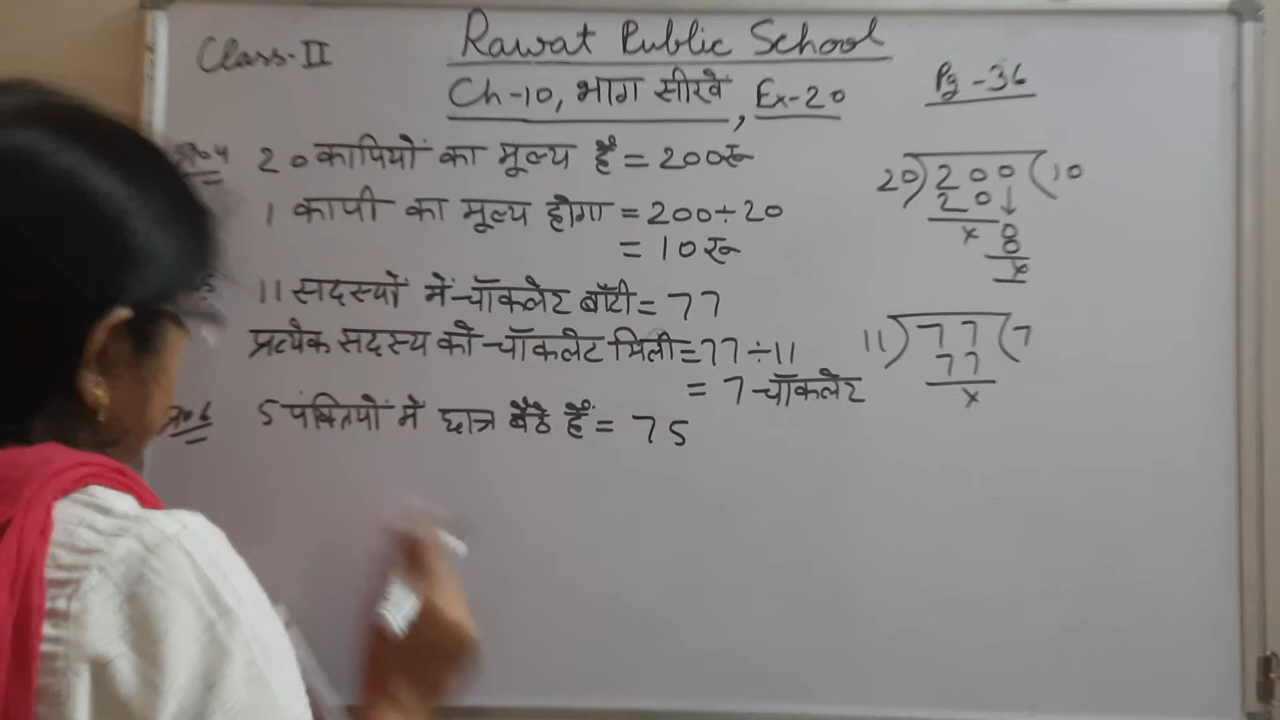 Class-II
Rawat Public School
Ch-10, भाग सीखें, Ex-20
Pg-36
20 कापियों का मूल्य है = 200रू
1 कापी का मूल्य होगा = 200÷20
= 10रू
20) 200 (10
20↓
x 0
0
x
11 सदस्यों में चॉकलेट बाँटी = 77
प्रत्येक सदस्य को चॉकलेट मिली = 77÷11
= 7 चॉकलेट
11) 77 (7
77
x
प्र०6 5 पंक्तियों में छात्र बैठे हैं = 75